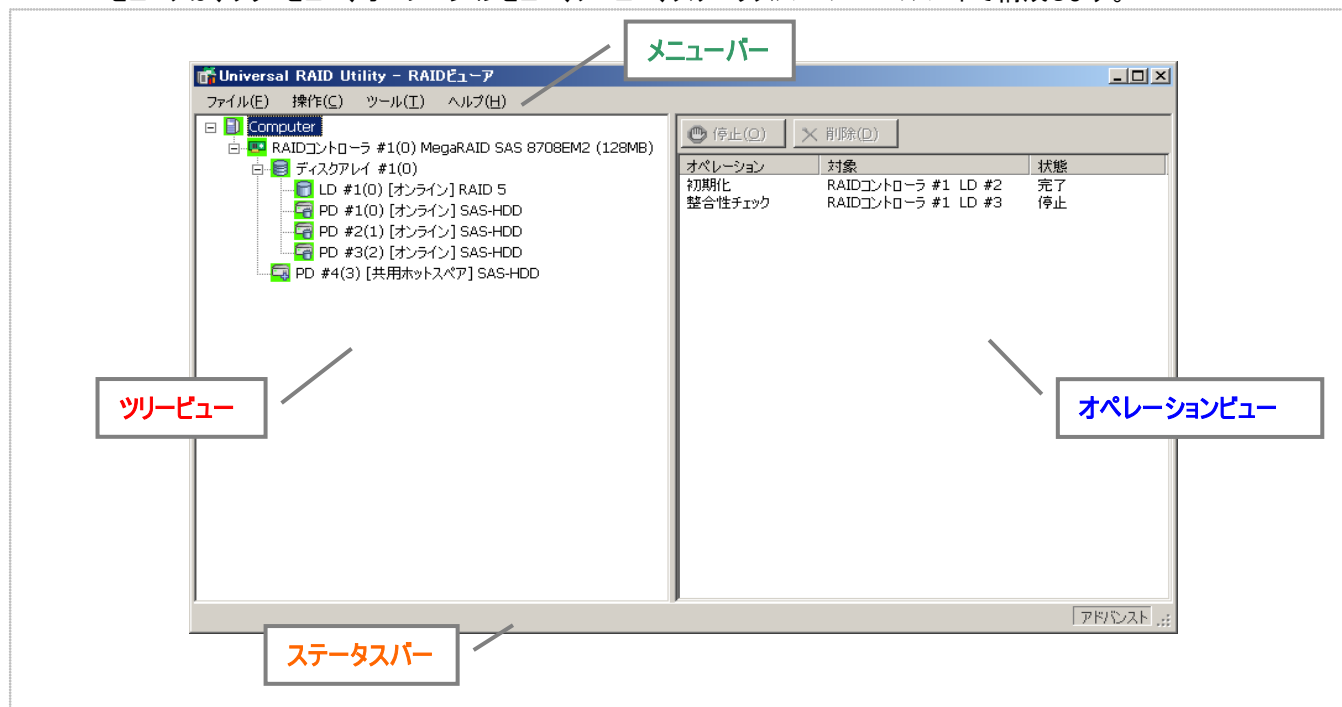 メニューバー
Universal RAID Utility - RAIDビューア
ファイル(F) 操作(C) ツール(T) ヘルプ(H)
Computer
RAIDコントローラ #1(0) MegaRAID SAS 8708EM2 (128MB)
ディスクアレイ #1(0)
LD #1(0) [オンライン] RAID 5
PD #1(0) [オンライン] SAS-HDD
PD #2(1) [オンライン] SAS-HDD
PD #3(2) [オンライン] SAS-HDD
PD #4(3) [共用ホットスペア] SAS-HDD
停止(O) 削除(D)
オペレーション 対象 状態
初期化 RAIDコントローラ #1 LD #2 完了
整合性チェック RAIDコントローラ #1 LD #3 停止
ツリービュー
オペレーションビュー
アドバンスト
ステータスバー